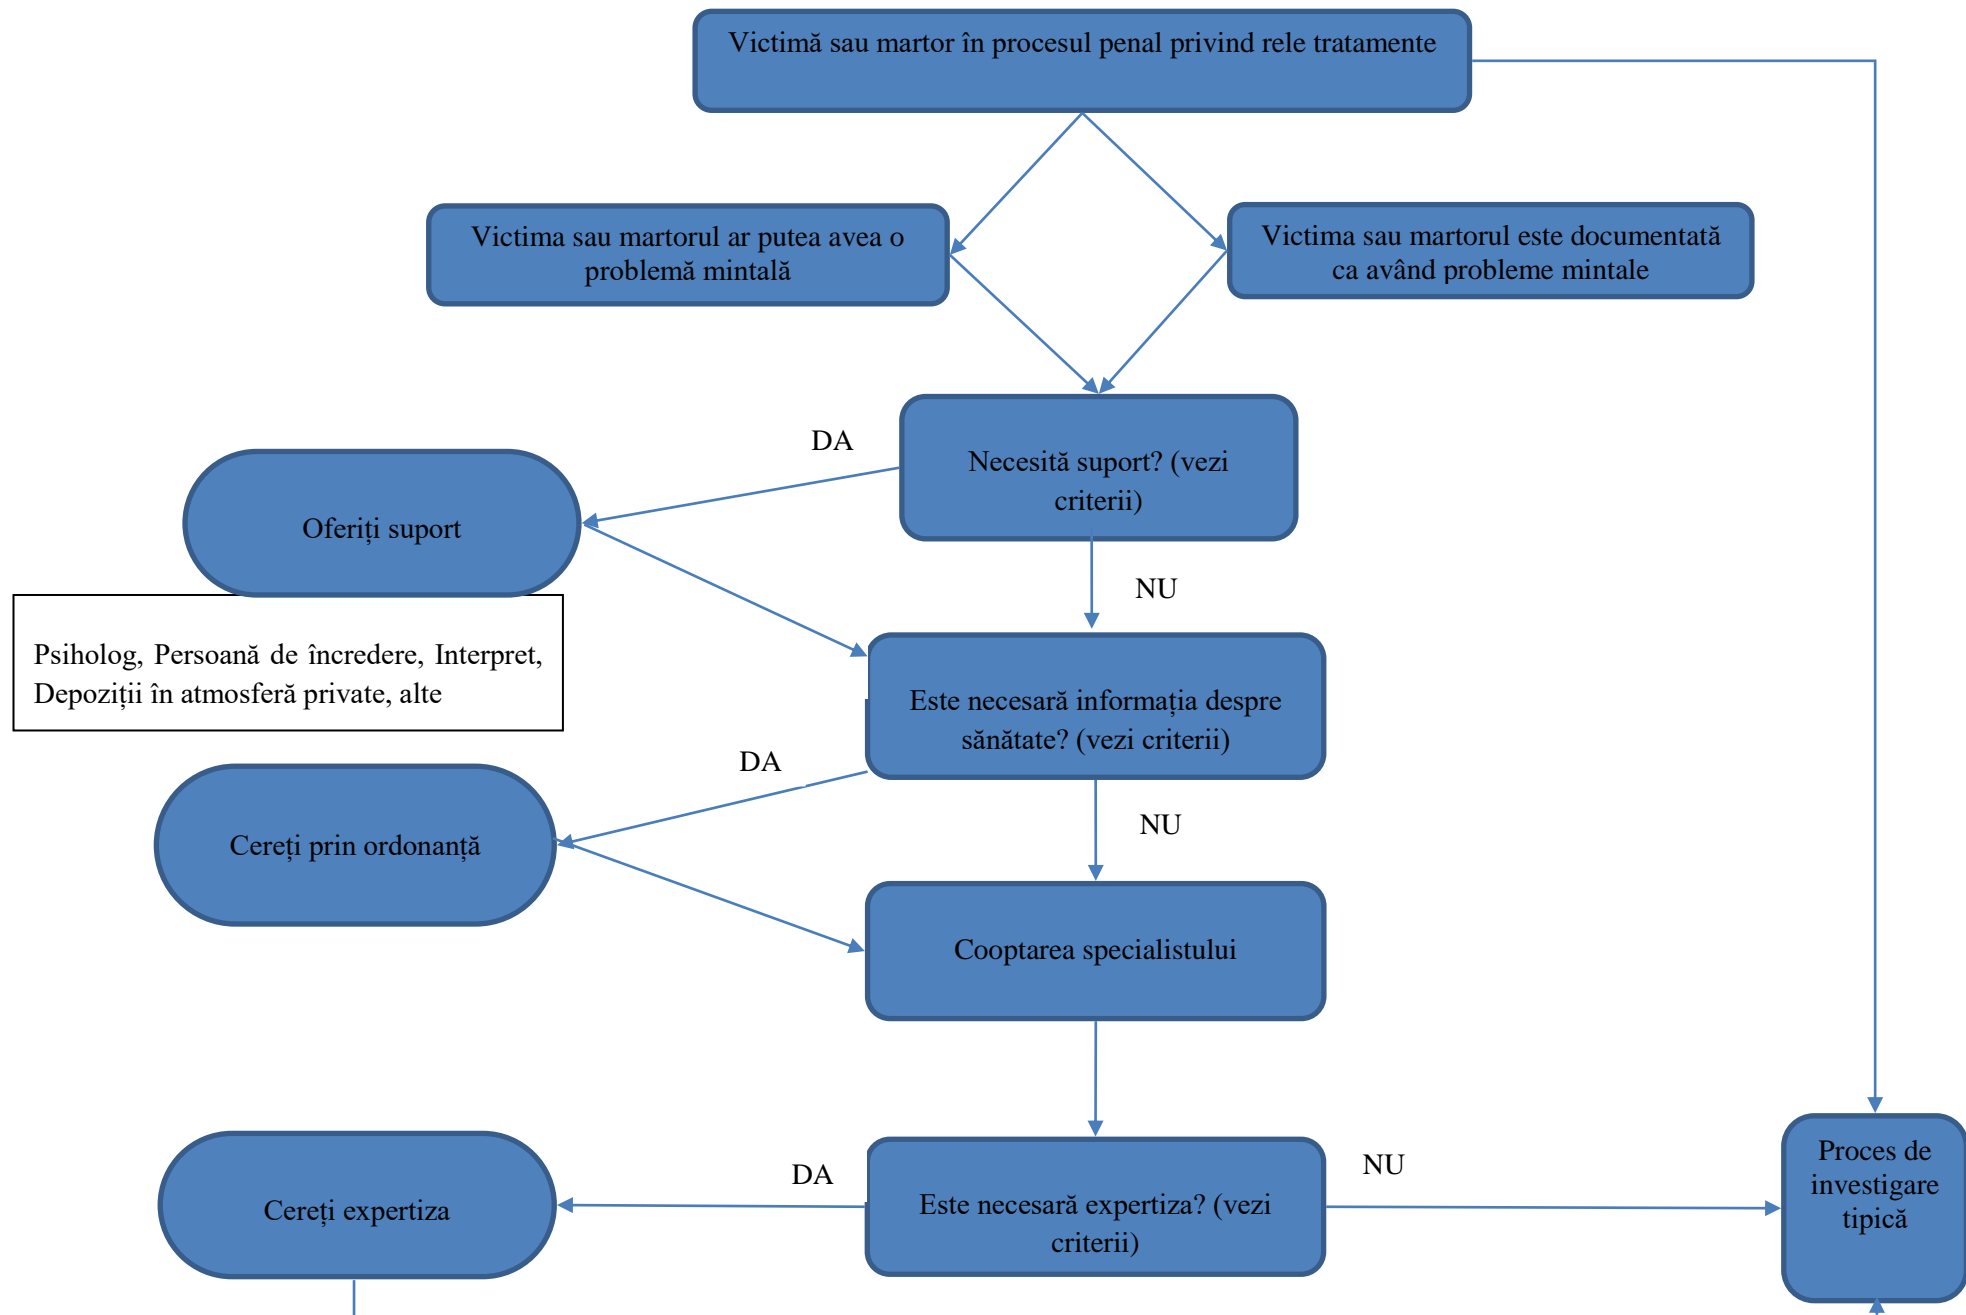 Victimă sau martor în procesul penal privind rele tratamente
Victima sau martorul ar putea avea o
problemă mintală
Victima sau martorul este documentată
ca având probleme mintale
DA
Necesită suport? (vezi
criterii)
Oferiți suport
NU
Psiholog, Persoană de încredere, Interpret,
Depoziții în atmosferă private, alte
Este necesară informația despre
sănătate? (vezi criterii)
DA
NU
Cereți prin ordonanță
Cooptarea specialistului
DA
NU
Cereți expertiza
Este necesară expertiza? (vezi
criterii)
Proces de
investigare
tipică